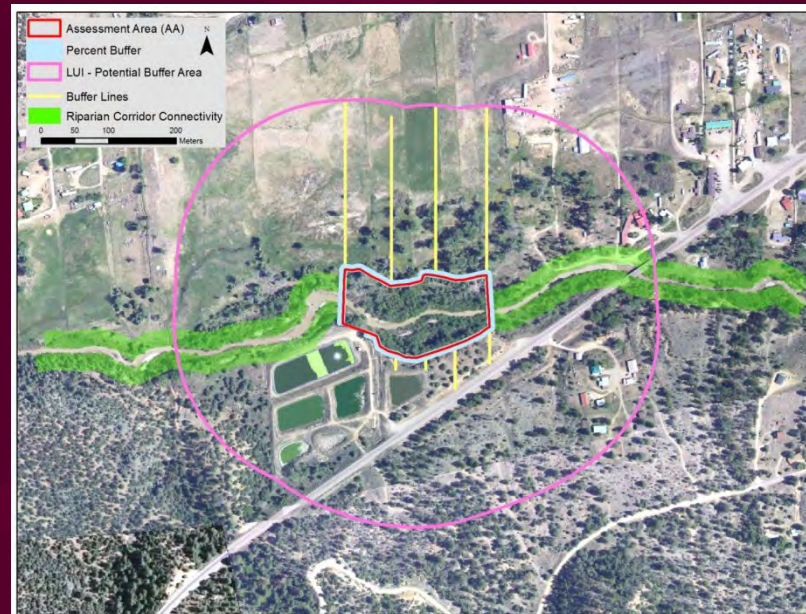 Assessment Area (AA)
N
Percent Buffer
LUI - Potential Buffer Area
Buffer Lines
Riparian Corridor Connectivity
0 50 100 200
Meters